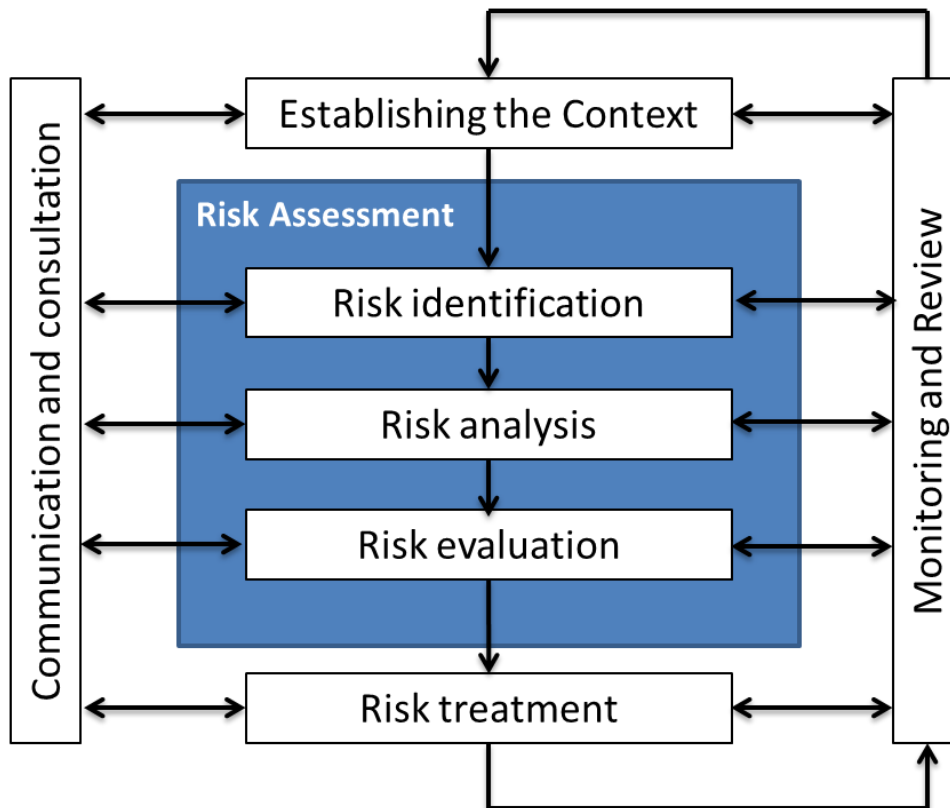 Establishing the Context
Risk Assessment
Risk identification
Risk analysis
Risk evaluation
Risk treatment
Communication and consultation
Monitoring and Review